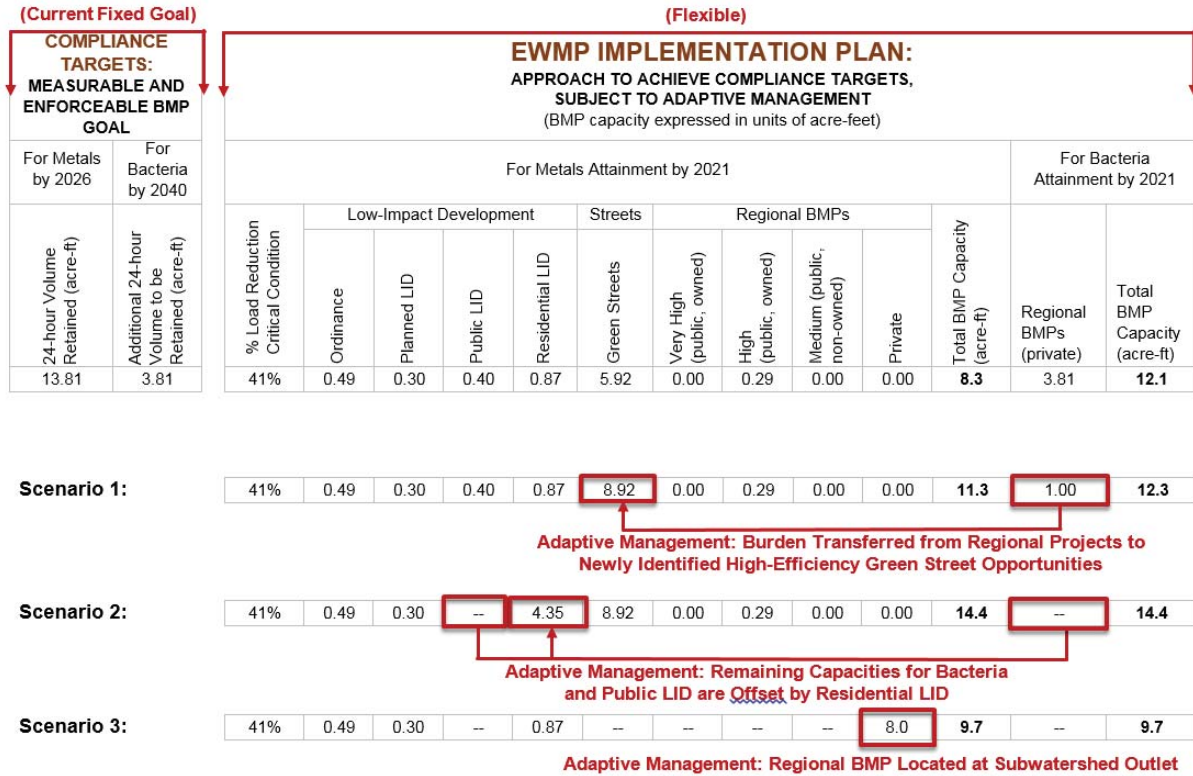 (Current Fixed Goal)
(Flexible)
COMPLIANCE
TARGETS:
MEASURABLE AND
ENFORCEABLE BMP
GOAL
EWMP IMPLEMENTATION PLAN:
APPROACH TO ACHIEVE COMPLIANCE TARGETS,
SUBJECT TO ADAPTIVE MANAGEMENT
(BMP capacity expressed in units of acre-feet)
For Metals
by 2026
For
Bacteria
by 2040
For Metals Attainment by 2021
For Bacteria
Attainment by 2021
Low-Impact Development
Streets
Regional BMPs
24-hour Volume
Retained (acre-ft)
Additional 24-hour
Volume to be
Retained (acre-ft)
% Load Reduction
Critical Condition
Ordinance
Planned LID
Public LID
Residential LID
Green Streets
Very High
(public, owned)
High
(public, owned)
Medium (public,
non-owned)
Private
Total BMP Capacity
(acre-ft)
Regional
BMPs
(private)
Total
BMP
Capacity
(acre-ft)
13.81 3.81 41% 0.49 0.30 0.40 0.87 5.92 0.00 0.29 0.00 0.00 8.3 3.81 12.1
Scenario 1: 41% 0.49 0.30 0.40 0.87 8.92 0.00 0.29 0.00 0.00 11.3 1.00 12.3
Adaptive Management: Burden Transferred from Regional Projects to
Newly Identified High-Efficiency Green Street Opportunities
Scenario 2: 41% 0.49 0.30 -- 4.35 8.92 0.00 0.29 0.00 0.00 14.4 -- 14.4
Adaptive Management: Remaining Capacities for Bacteria
and Public LID are Offset by Residential LID
Scenario 3: 41% 0.49 0.30 -- 0.87 -- -- -- -- 8.0 9.7 -- 9.7
Adaptive Management: Regional BMP Located at Subwatershed Outlet